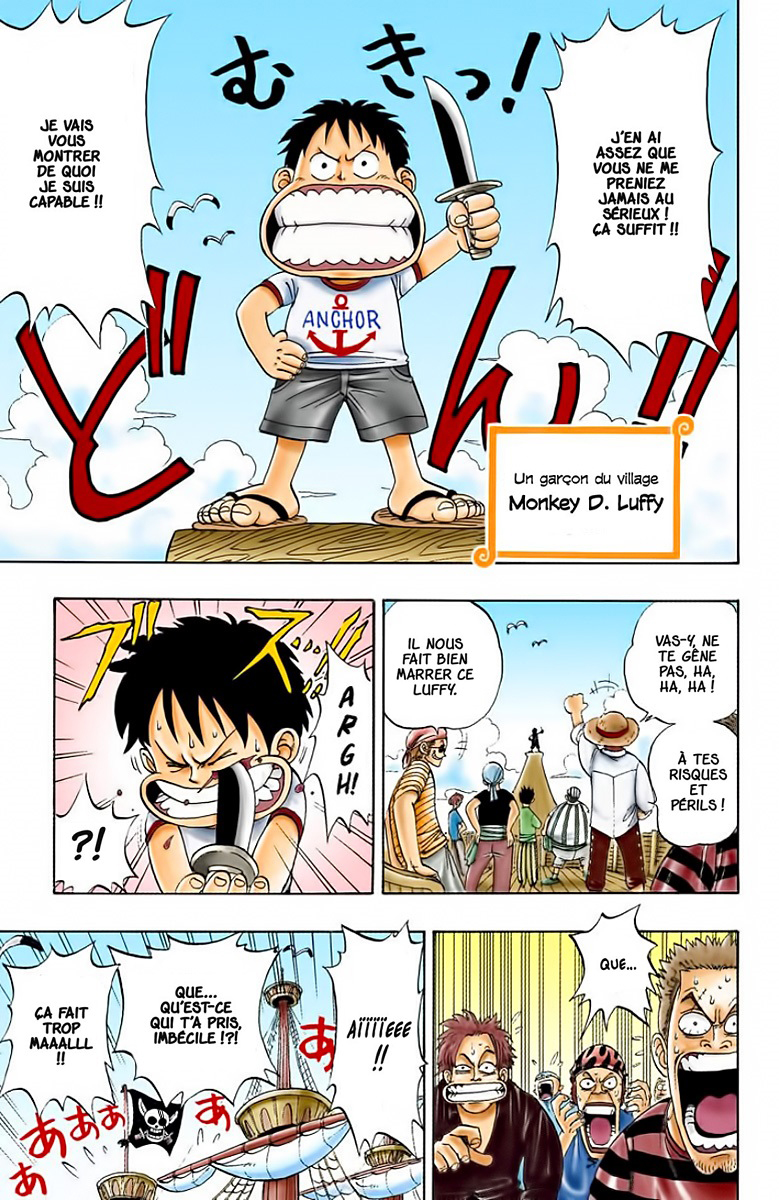 むきっ!
J'EN AI
ASSEZ QUE
VOUS NE ME
PRENIEZ
JAMAIS AU
SÉRIEUX !
ÇA SUFFIT !!
JE VAIS
VOUS
MONTRER
DE QUOI
JE SUIS
CAPABLE !!
ANCHOR
どん!!
Un garçon du village
Monkey D. Luffy
VAS-Y, NE
TE GÊNE
PAS, HA,
HA, HA !
À TES
RISQUES
ET
PÉRILS !
IL NOUS
FAIT BIEN
MARRER CE
LUFFY.
ブスッ!!
ARGH!
?!
QUE...
AÏÏÏÏEEE
!!
QUE...
QU'EST-CE
QUI T'A PRIS,
IMBÉCILE !?!
ÇA FAIT
TROP
MAAALLL
!!
あ
あ
あ
あ
あ
あ